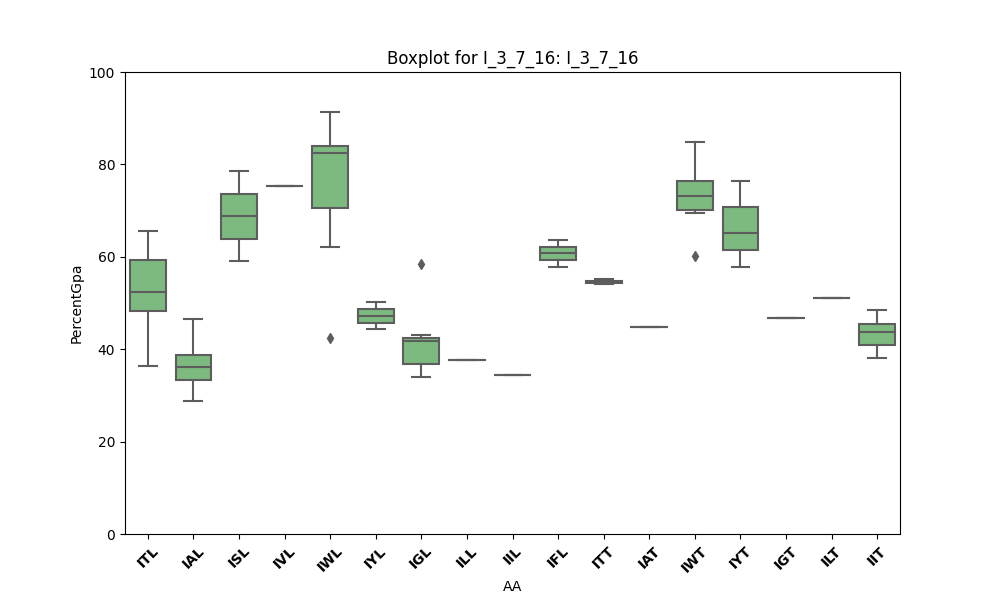 Boxplot for I_3_7_16: I_3_7_16
PercentGpa
100
80
60
40
20
0
ITL IAL ISL IVL IWL IYL IGL ILL IIL IFL ITT IAT IWT IYT IGT ILT IIT
AA